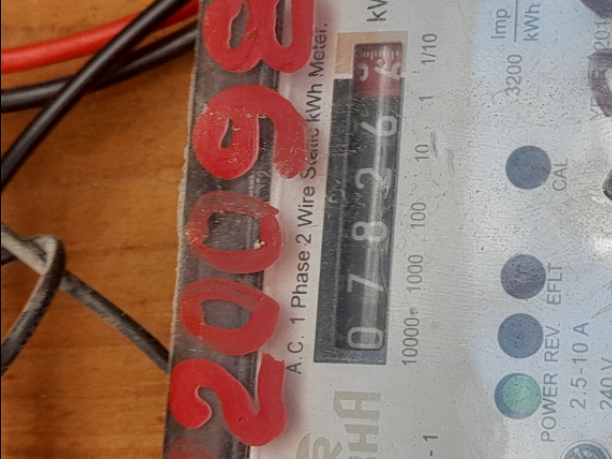 20098
A.C. 1 Phase 2 Wire Static kWh Meter.
07826
10000 1000 100 10 1 1/10
3200 Imp
kWh
CAL
EFLT
REV.
POWER
2.5-10 A
240 V